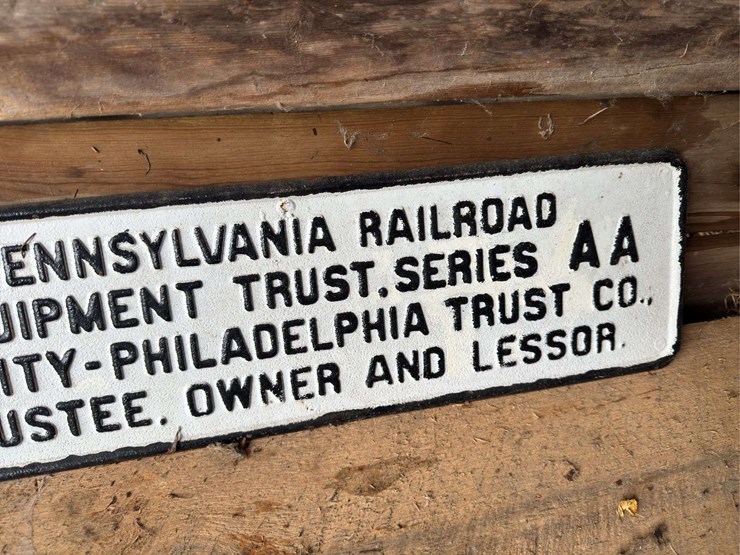 ENNSYLVANIA RAILROAD
UIPMENT TRUST. SERIES AA
ITY-PHILADELPHIA TRUST CO.,
USTEE. OWNER AND LESSOR.